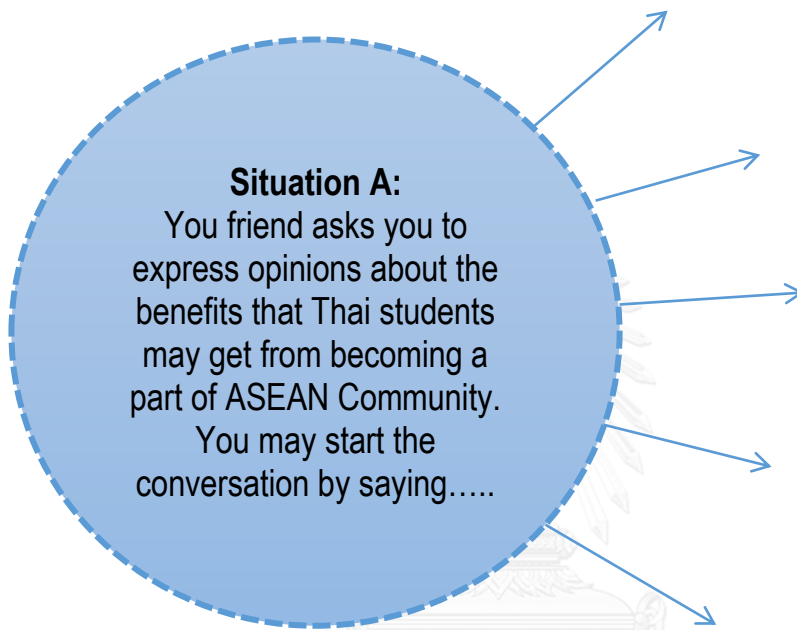 Situation A:
You friend asks you to
express opinions about the
benefits that Thai students
may get from becoming a
part of ASEAN Community.
You may start the
conversation by saying…..